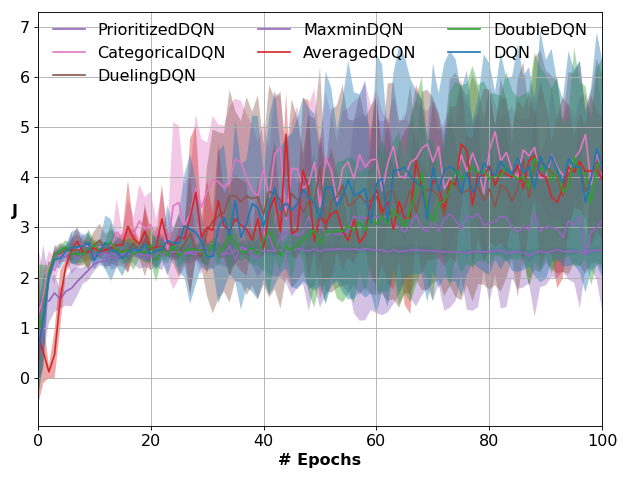 7
6
5
4
3
2
1
0
J
PrioritizedDQN
CategoricalDQN
DuelingDQN
MaxminDQN
AveragedDQN
DoubleDQN
DQN
0 20 40 60 80 100
# Epochs